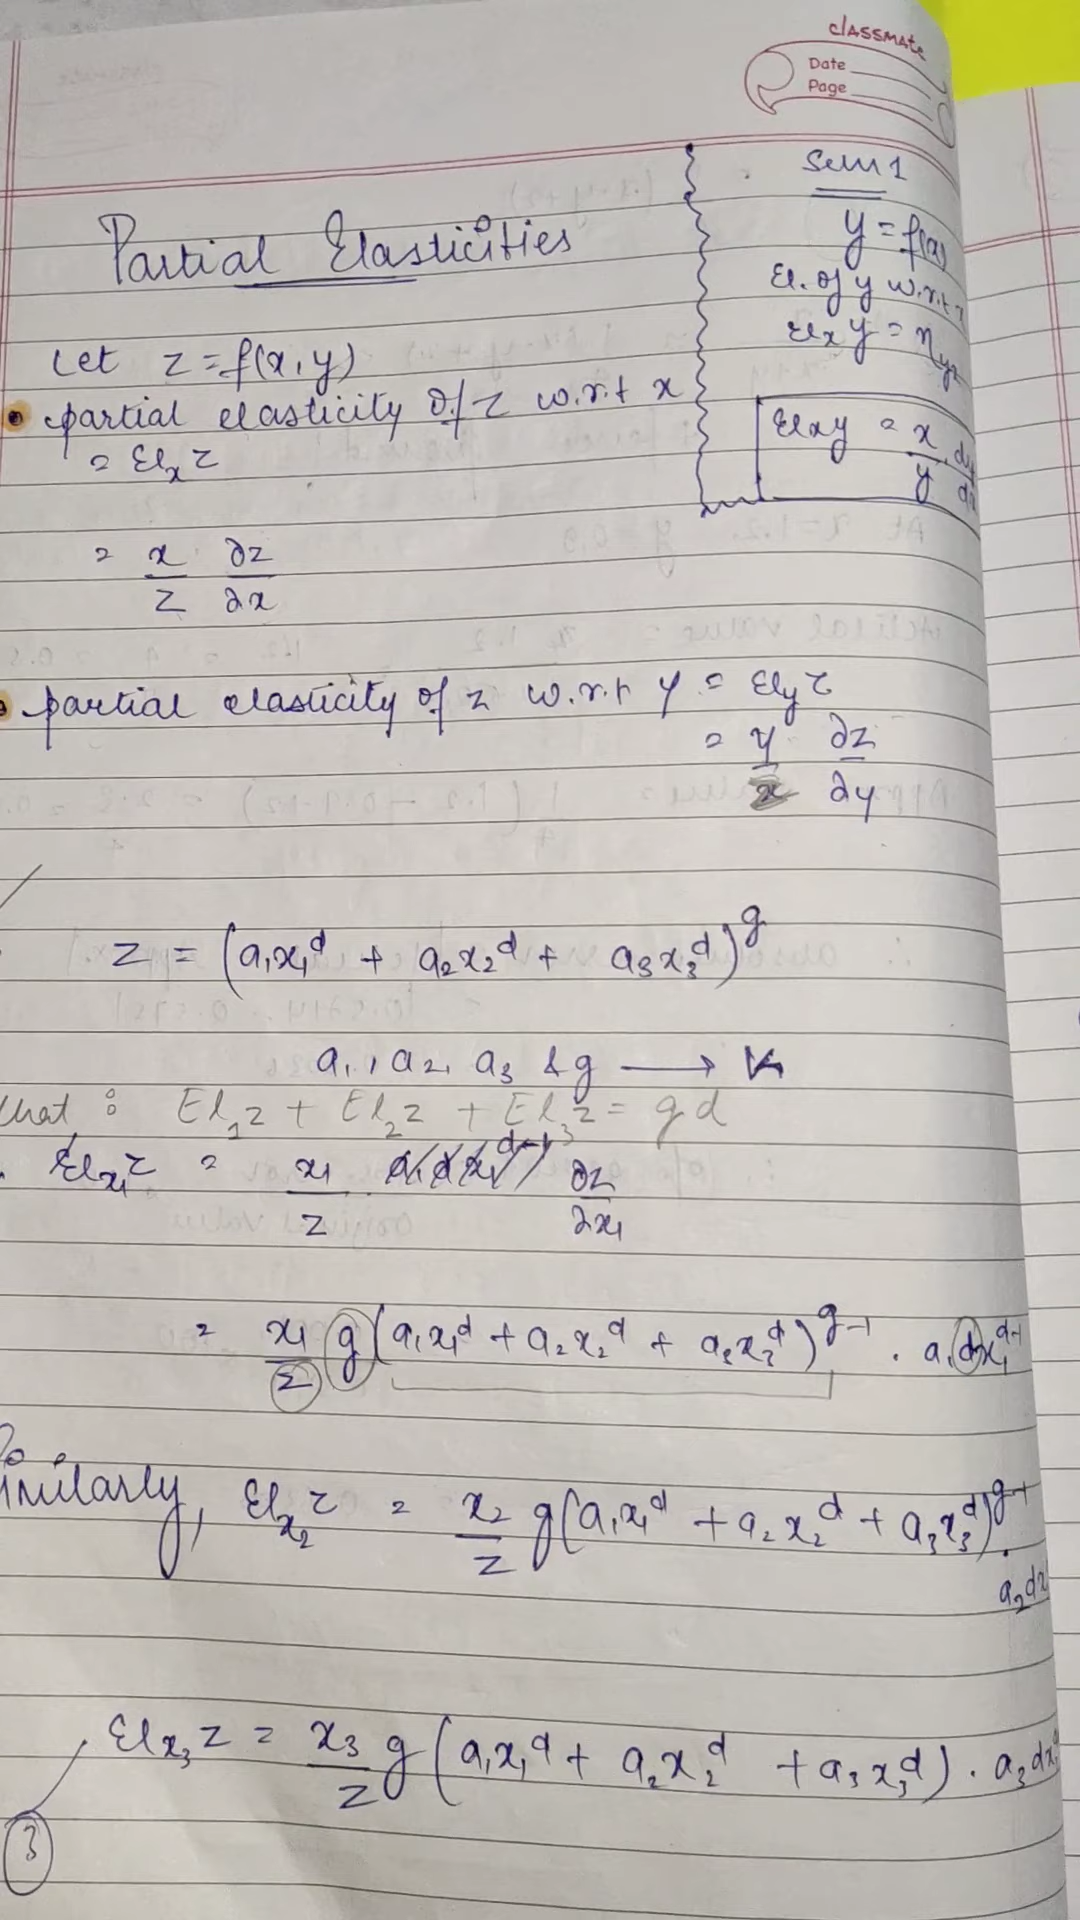 classmate
Date
Page
Sem 1
y = f(x)
El. of y w.r.t x
El_x y = η_yx
El_x y = x/y dy/dx
Partial Elasticities
Let z = f(x, y)
partial elasticity of z w.r.t x
= El_x z
= x/z ∂z/∂x
partial elasticity of z w.r.t y = El_y z
= y/ ∂z/∂y
z = (a₁x₁^d + a₂x₂^d + a₃x₃^d)^g
a₁, a₂, a₃ & g → K
that : El₁z + El₂z + El₃z = gd
El_x₁ z = x₁/z · ∂z/∂x₁
= x₁/z g(a₁x₁^d + a₂x₂^d + a₃x₃^d)^g-1 . a₁dx₁^d-1
Similarly, El_x₂ z = x₂/z g(a₁x₁^d + a₂x₂^d + a₃x₃^d)^g-1 .
a₂dx
El_x₃ z = x₃/z g(a₁x₁^d + a₂x₂^d + a₃x₃^d) . a₃dx
3